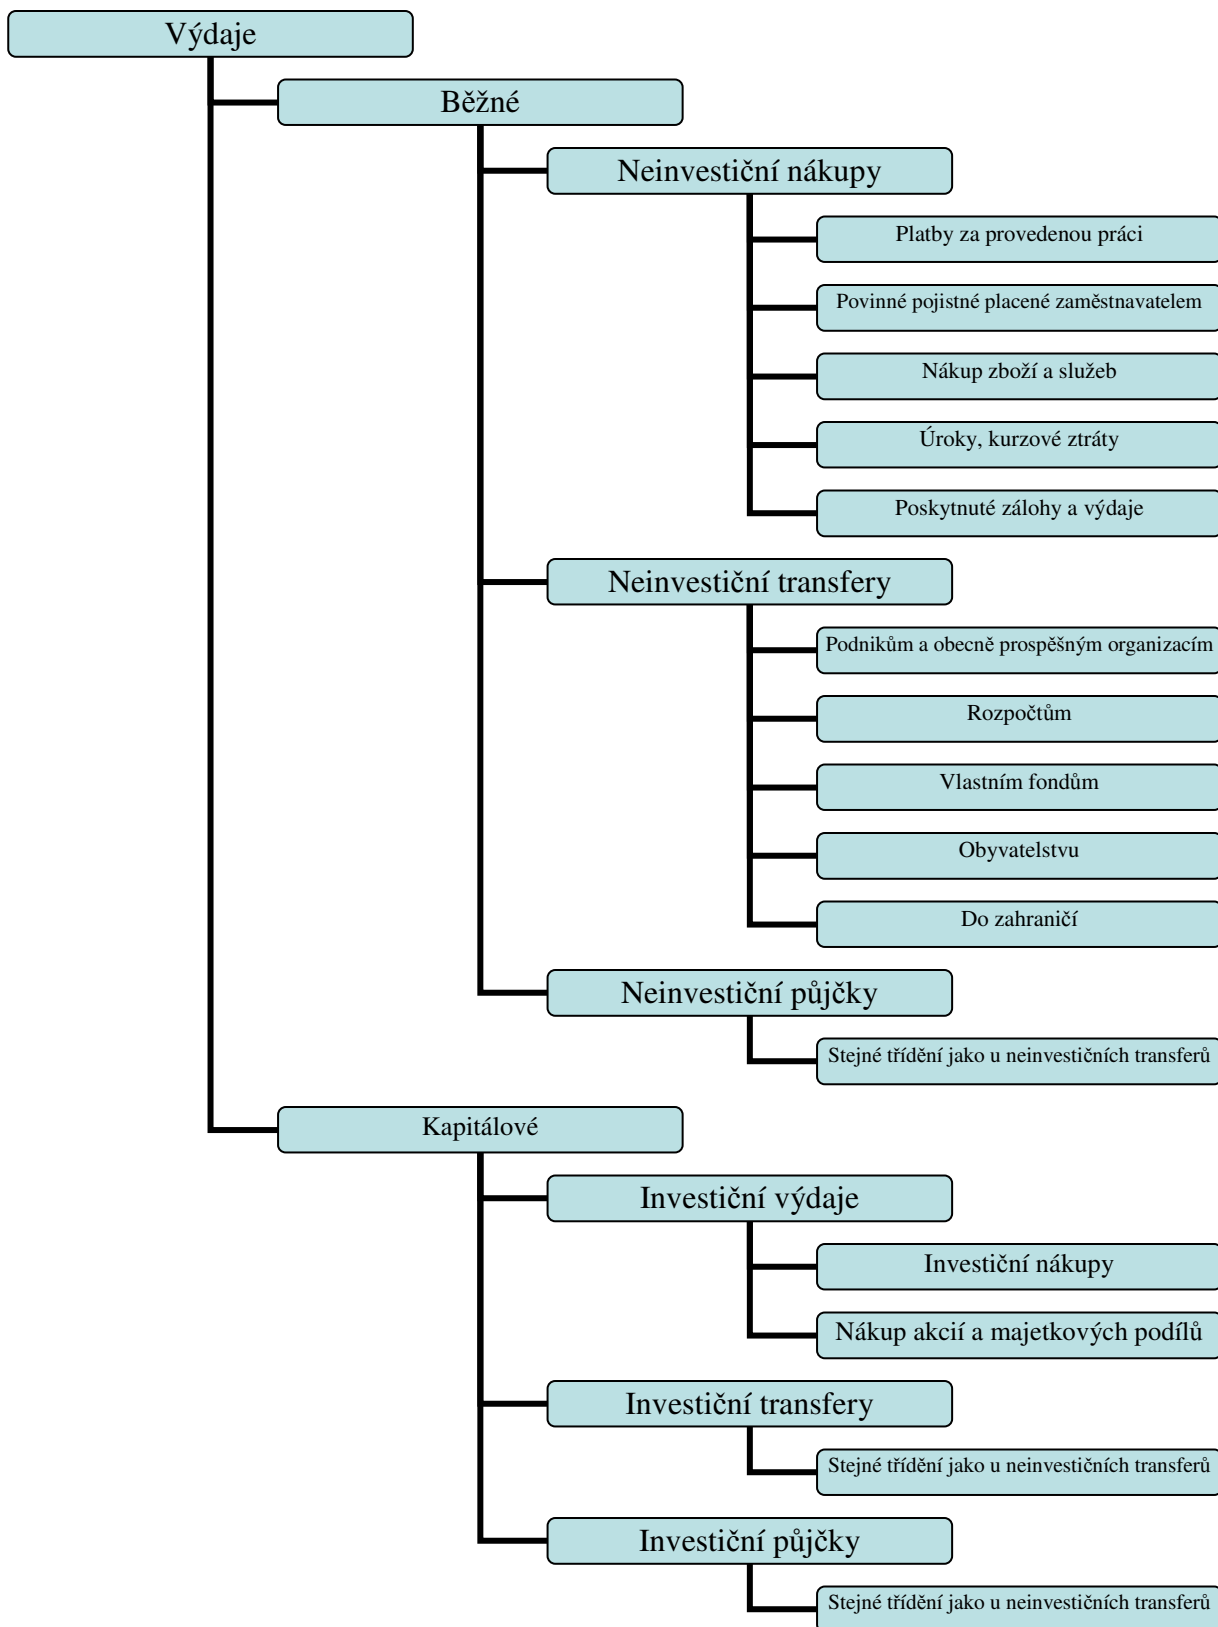 Výdaje
Běžné
Neinvestiční nákupy
Platby za provedenou práci
Povinné pojistné placené zaměstnavatelem
Nákup zboží a služeb
Úroky, kurzové ztráty
Poskytnuté zálohy a výdaje
Neinvestiční transfery
Podnikům a obecně prospěšným organizacím
Rozpočtům
Vlastním fondům
Obyvatelstvu
Do zahraničí
Neinvestiční půjčky
Stejné třídění jako u neinvestičních transferů
Kapitálové
Investiční výdaje
Investiční nákupy
Nákup akcií a majetkových podílů
Investiční transfery
Stejné třídění jako u neinvestičních transferů
Investiční půjčky
Stejné třídění jako u neinvestičních transferů